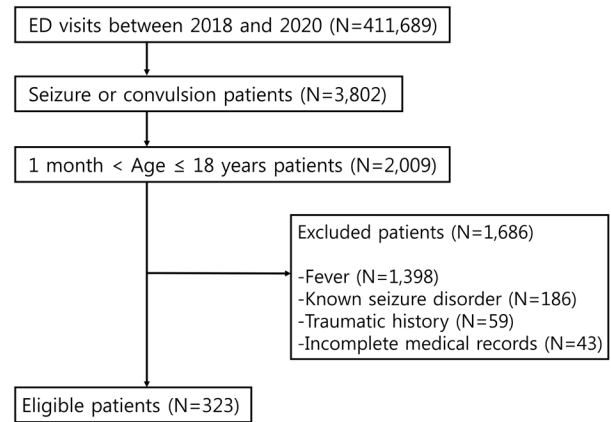 ED visits between 2018 and 2020 (N=411,689)
Seizure or convulsion patients (N=3,802)
1 month < Age ≤ 18 years patients (N=2,009)
Excluded patients (N=1,686)
-Fever (N=1,398)
-Known seizure disorder (N=186)
-Traumatic history (N=59)
-Incomplete medical records (N=43)
Eligible patients (N=323)